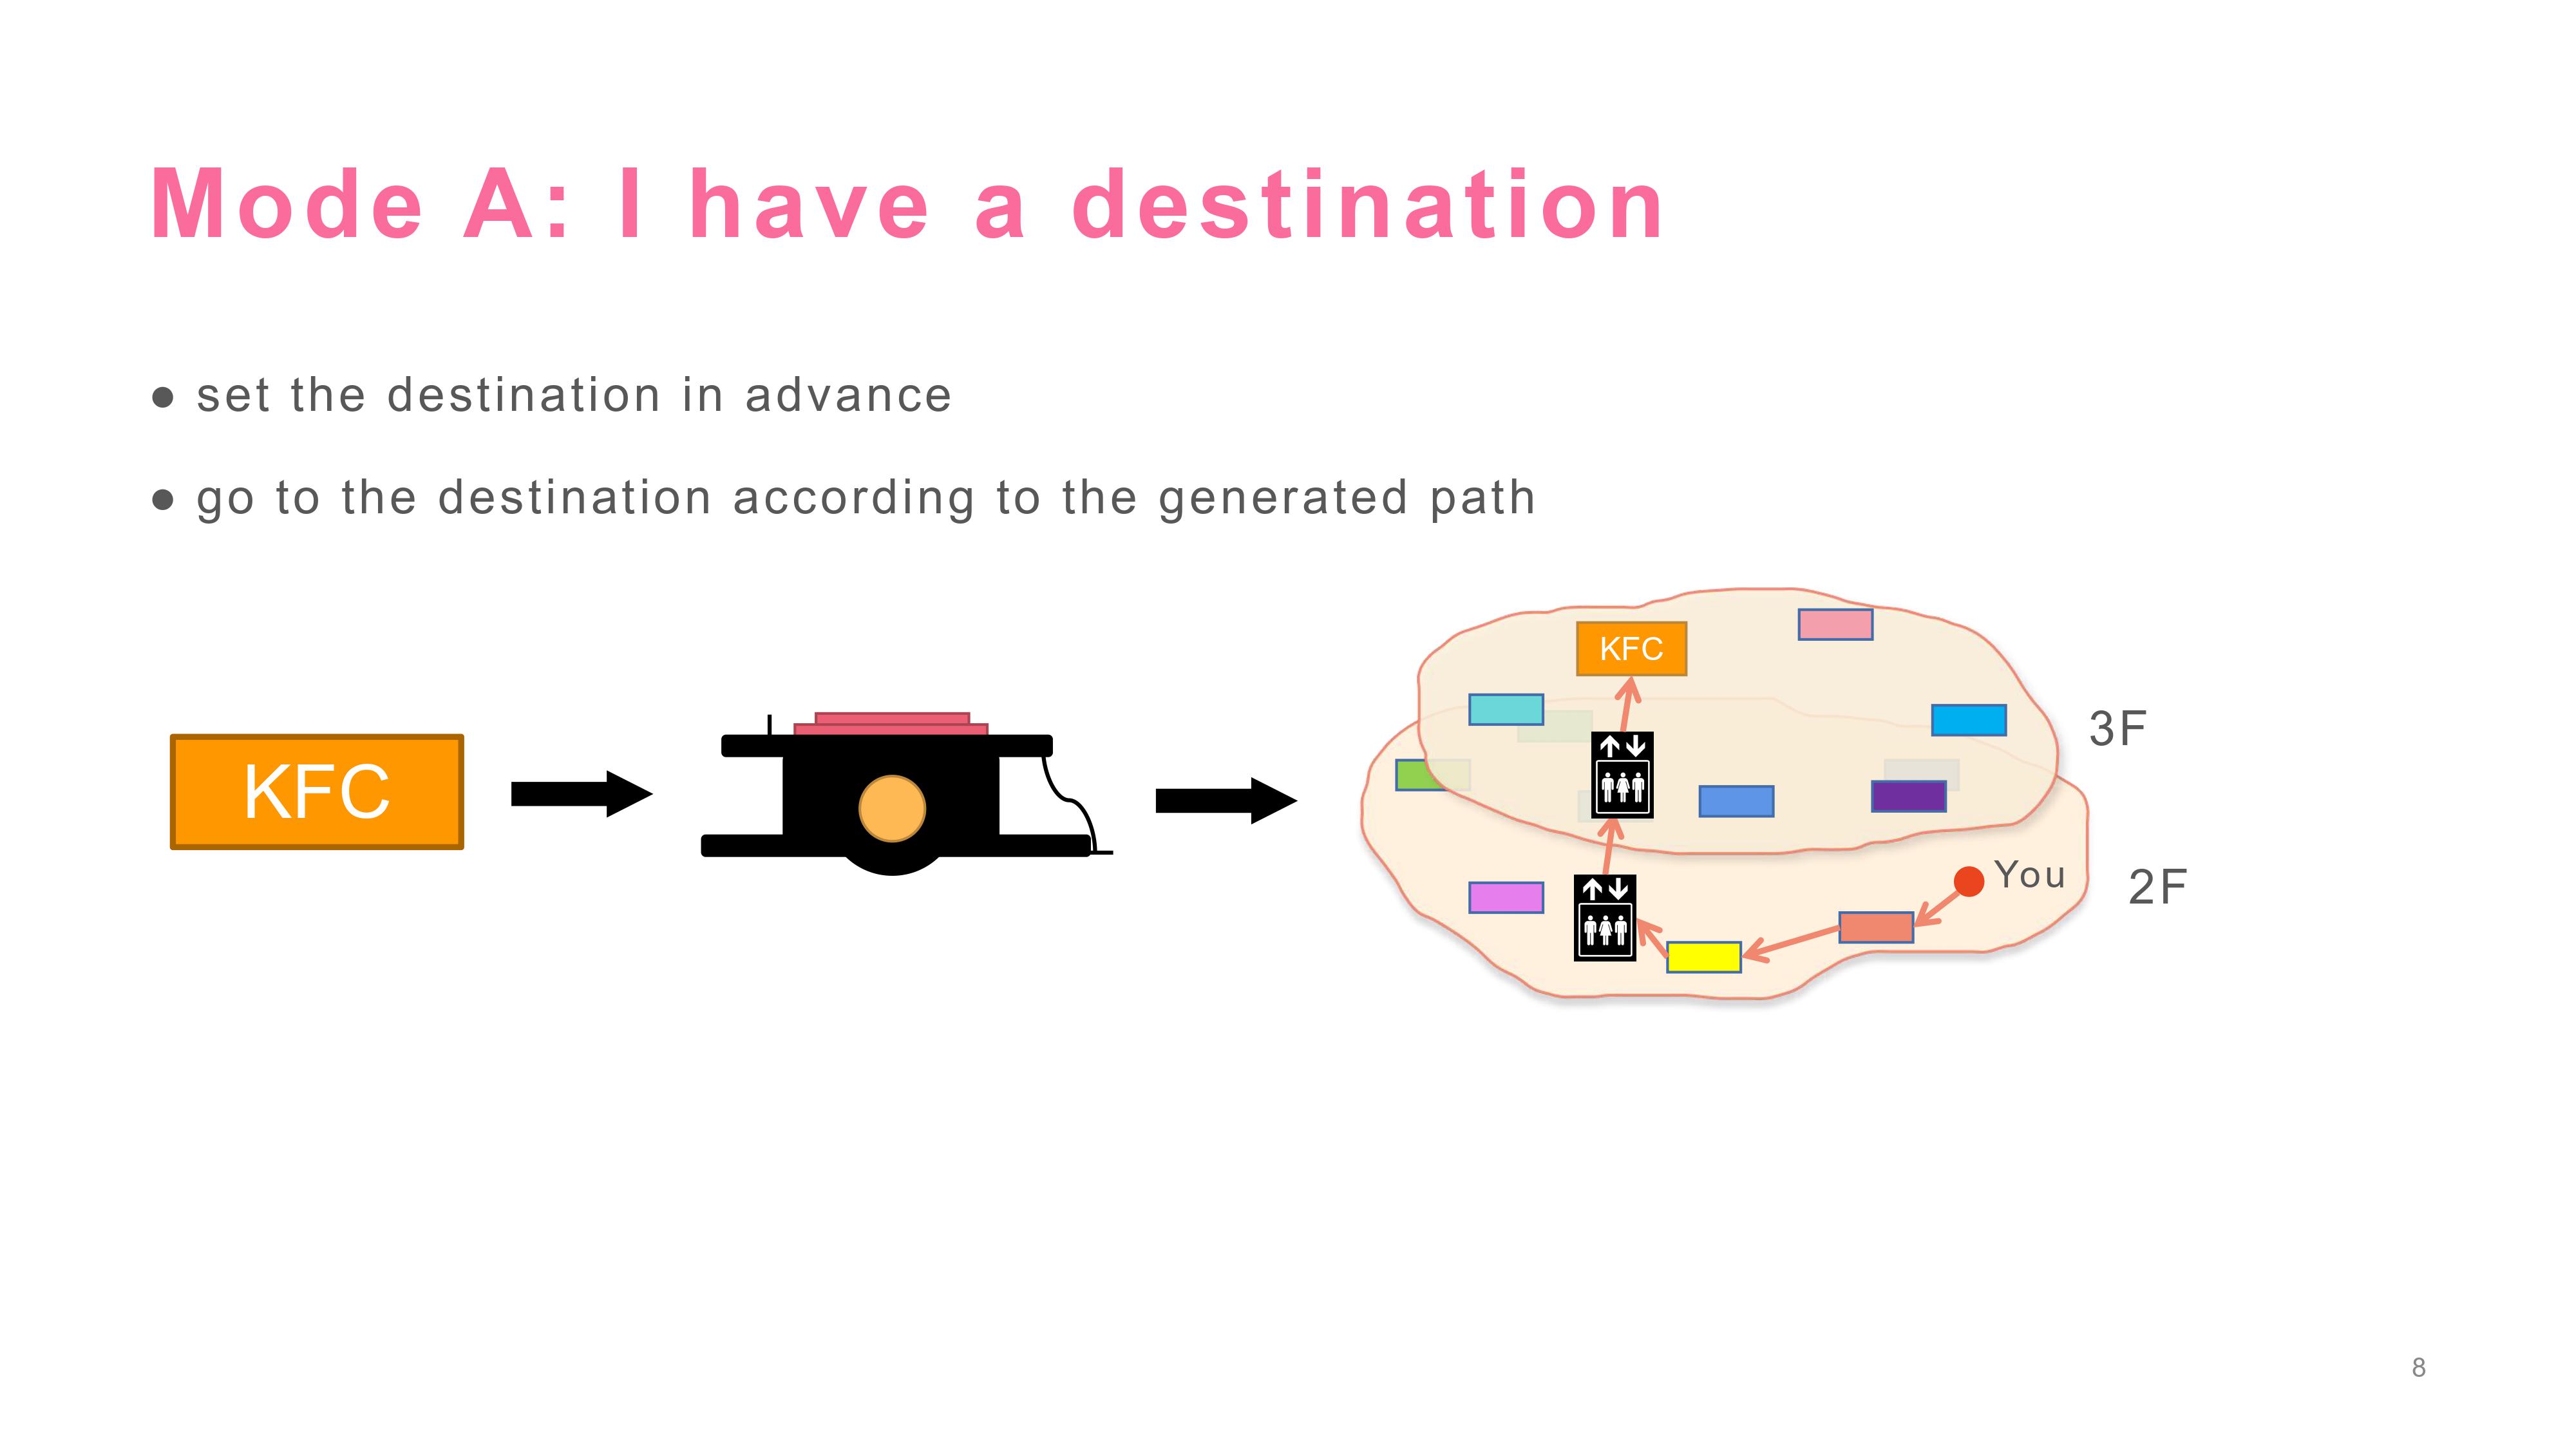 Mode A: I have a destination
● set the destination in advance
● go to the destination according to the generated path
KFC
KFC
3F
You
2F
8